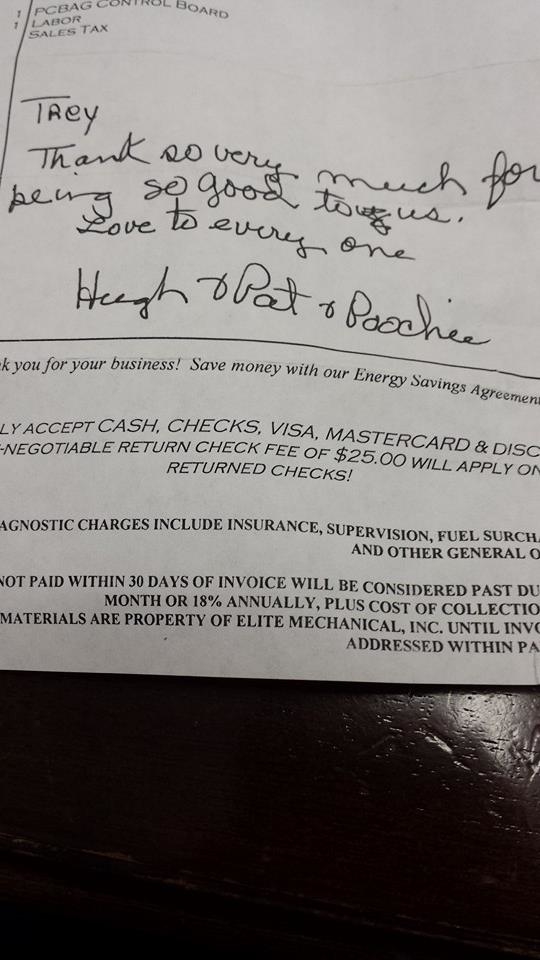 1 PCBAG CONTROL BOARD
1 LABOR
SALES TAX
Trey
Thank so very much for
being so good to us.
Love to every one
Hugh & Pat & Poochie
k you for your business! Save money with our Energy Savings Agreement
LY ACCEPT CASH, CHECKS, VISA, MASTERCARD & DISC
-NEGOTIABLE RETURN CHECK FEE OF $25.00 WILL APPLY ON
RETURNED CHECKS!
AGNOSTIC CHARGES INCLUDE INSURANCE, SUPERVISION, FUEL SURCHA
AND OTHER GENERAL O
NOT PAID WITHIN 30 DAYS OF INVOICE WILL BE CONSIDERED PAST DU
MONTH OR 18% ANNUALLY, PLUS COST OF COLLECTIO
MATERIALS ARE PROPERTY OF ELITE MECHANICAL, INC. UNTIL INVO
ADDRESSED WITHIN PA